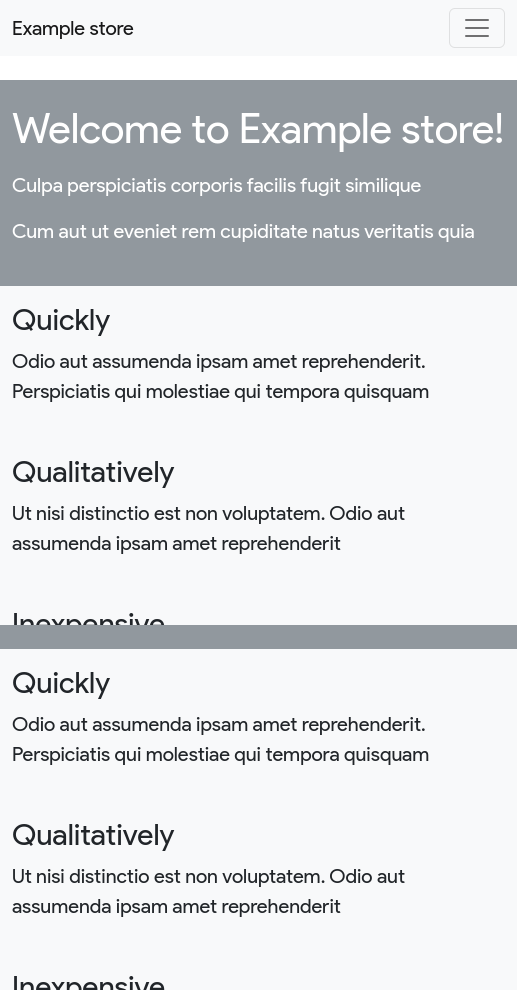 Example store
Welcome to Example store!
Culpa perspiciatis corporis facilis fugit similique
Cum aut ut eveniet rem cupiditate natus veritatis quia
Quickly
Odio aut assumenda ipsam amet reprehenderit.
Perspiciatis qui molestiae qui tempora quisquam
Qualitatively
Ut nisi distinctio est non voluptatem. Odio aut
assumenda ipsam amet reprehenderit
Inexpensive
Quickly
Odio aut assumenda ipsam amet reprehenderit.
Perspiciatis qui molestiae qui tempora quisquam
Qualitatively
Ut nisi distinctio est non voluptatem. Odio aut
assumenda ipsam amet reprehenderit
Inexpensive